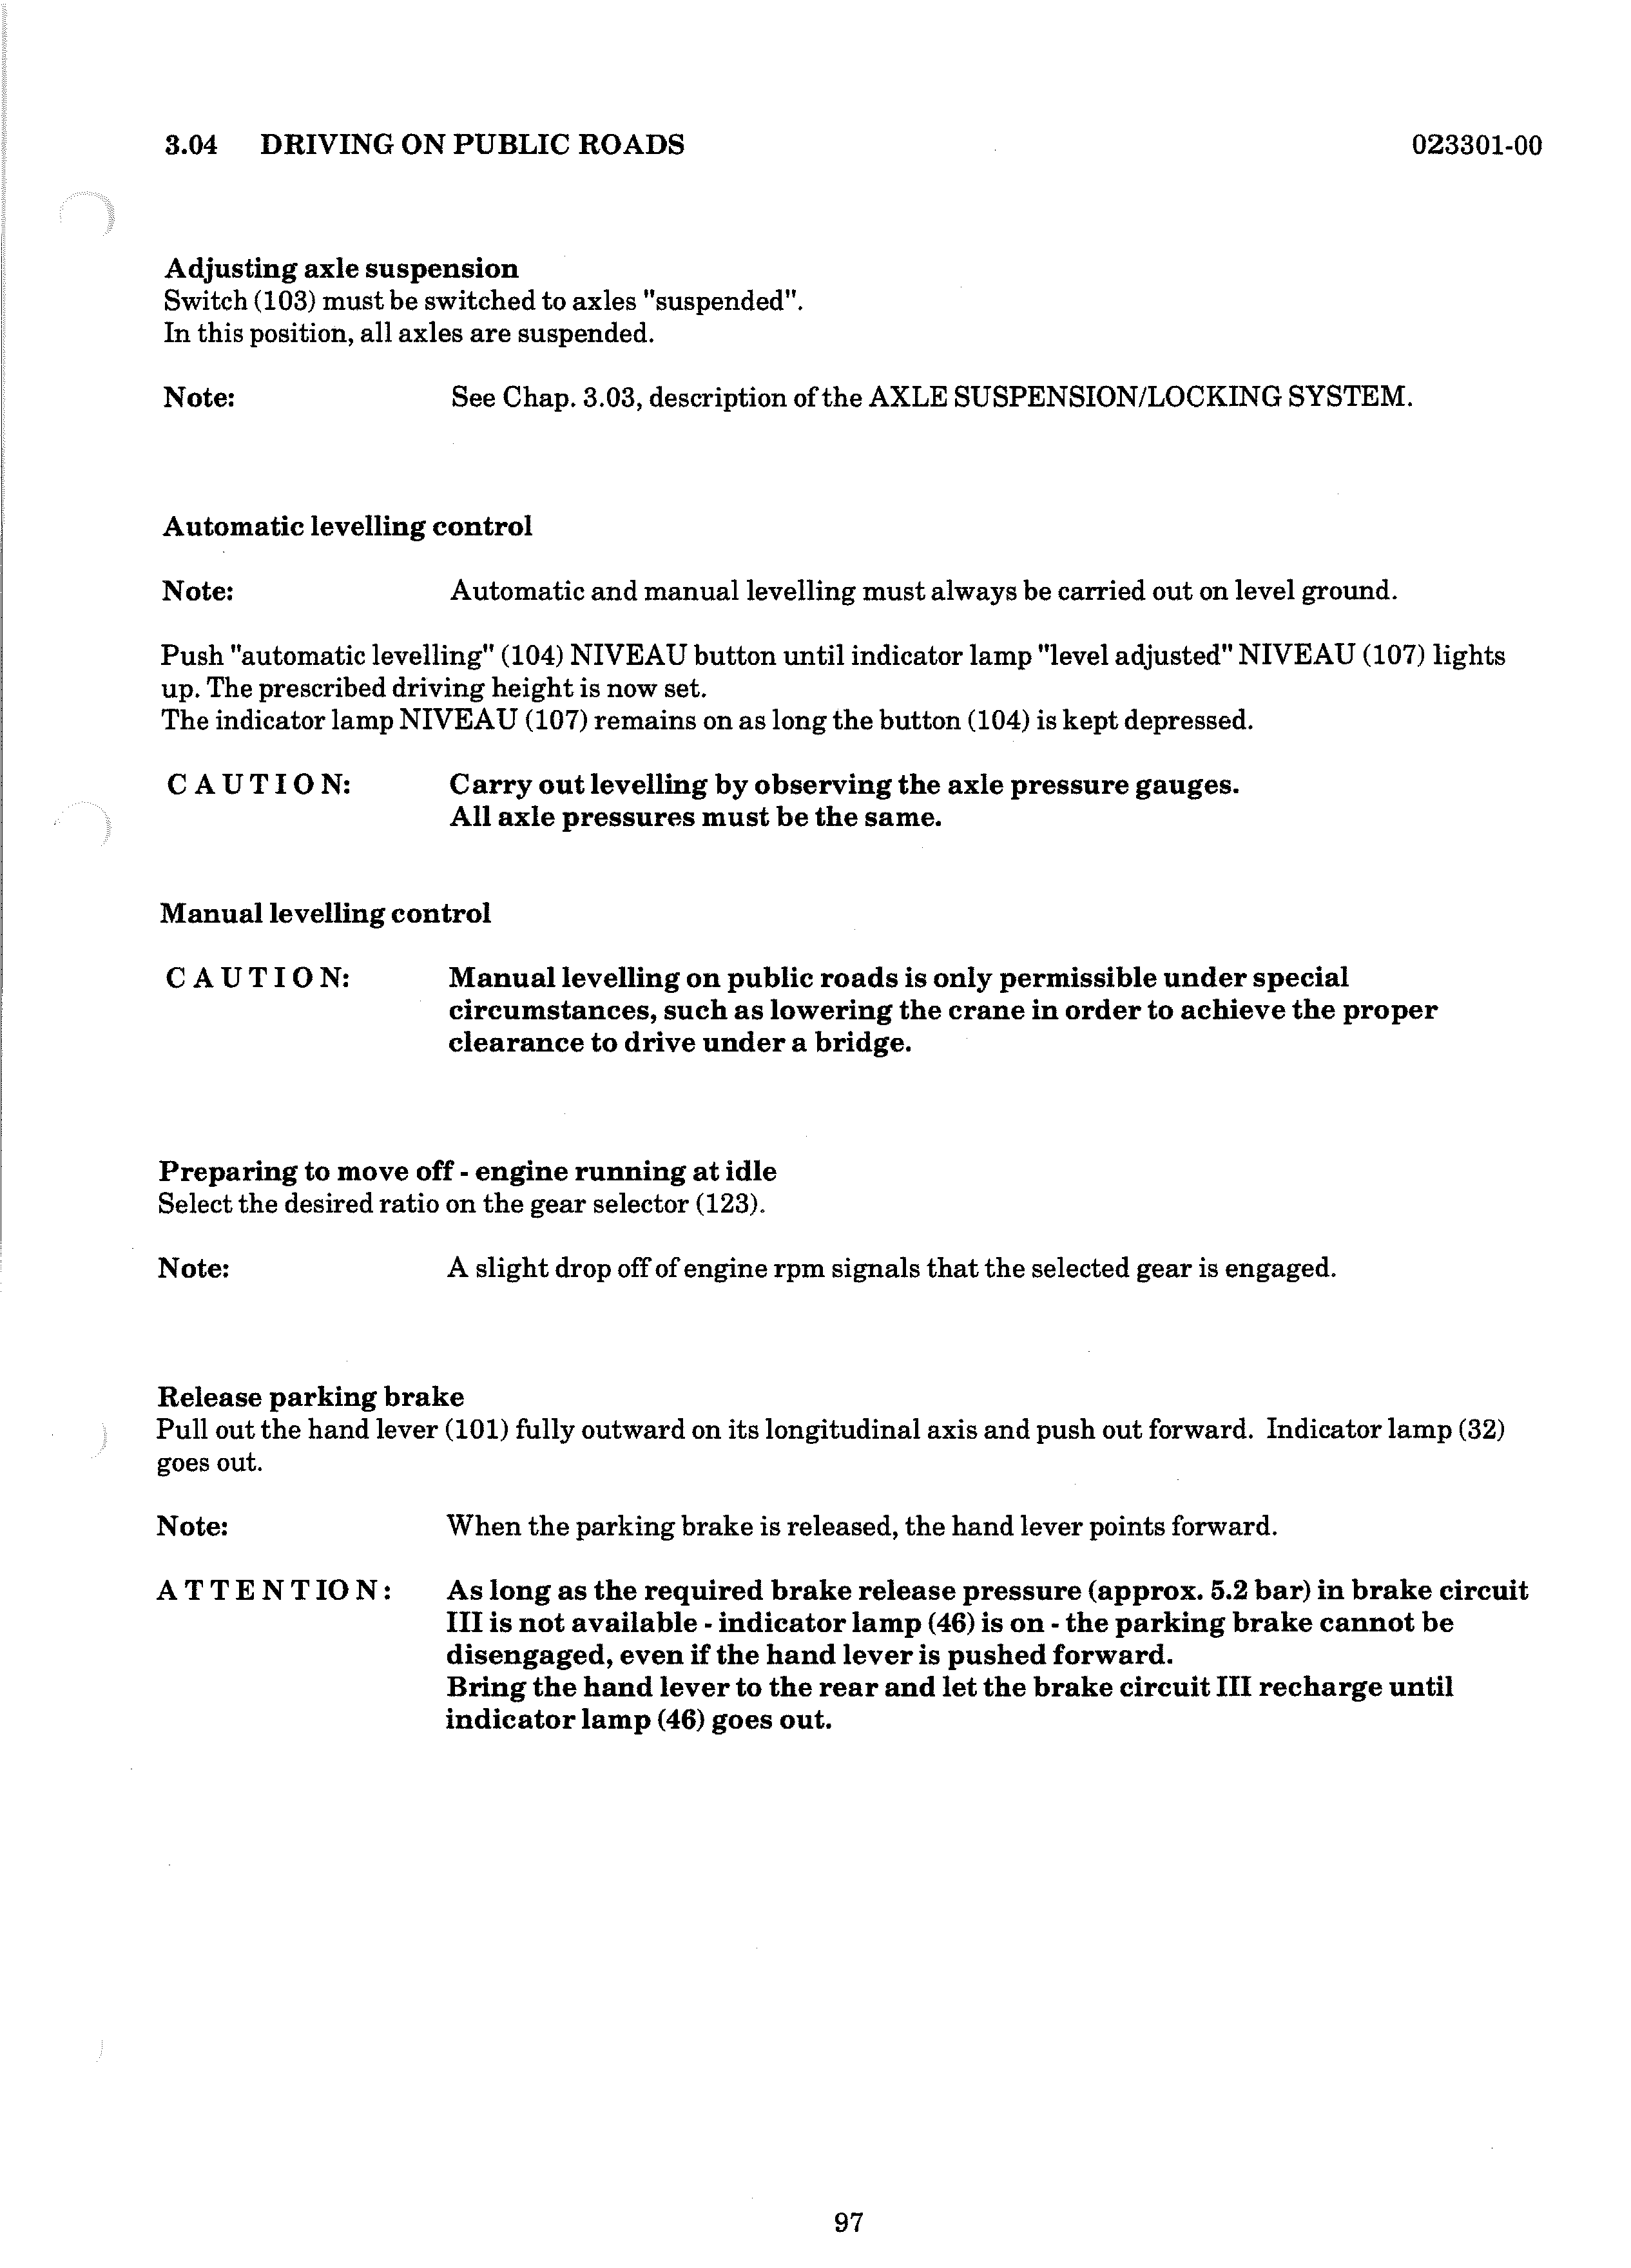 3.04 DRIVING ON PUBLIC ROADS 023301-00
Adjusting axle suspension
Switch (103) must be switched to axles "suspended".
In this position, all axles are suspended.
Note: See Chap. 3.03, description of the AXLE SUSPENSION/LOCKING SYSTEM.
Automatic levelling control
Note: Automatic and manual levelling must always be carried out on level ground.
Push "automatic levelling" (104) NIVEAU button until indicator lamp "level adjusted" NIVEAU (107) lights
up. The prescribed driving height is now set.
The indicator lamp NIVEAU (107) remains on as long the button (104) is kept depressed.
C A U T I O N: Carry out levelling by observing the axle pressure gauges.
All axle pressures must be the same.
Manual levelling control
C A U T I O N: Manual levelling on public roads is only permissible under special
circumstances, such as lowering the crane in order to achieve the proper
clearance to drive under a bridge.
Preparing to move off - engine running at idle
Select the desired ratio on the gear selector (123).
Note: A slight drop off of engine rpm signals that the selected gear is engaged.
Release parking brake
Pull out the hand lever (101) fully outward on its longitudinal axis and push out forward. Indicator lamp (32)
goes out.
Note: When the parking brake is released, the hand lever points forward.
A T T E N T I O N: As long as the required brake release pressure (approx. 5.2 bar) in brake circuit
III is not available - indicator lamp (46) is on - the parking brake cannot be
disengaged, even if the hand lever is pushed forward.
Bring the hand lever to the rear and let the brake circuit III recharge until
indicator lamp (46) goes out.
97